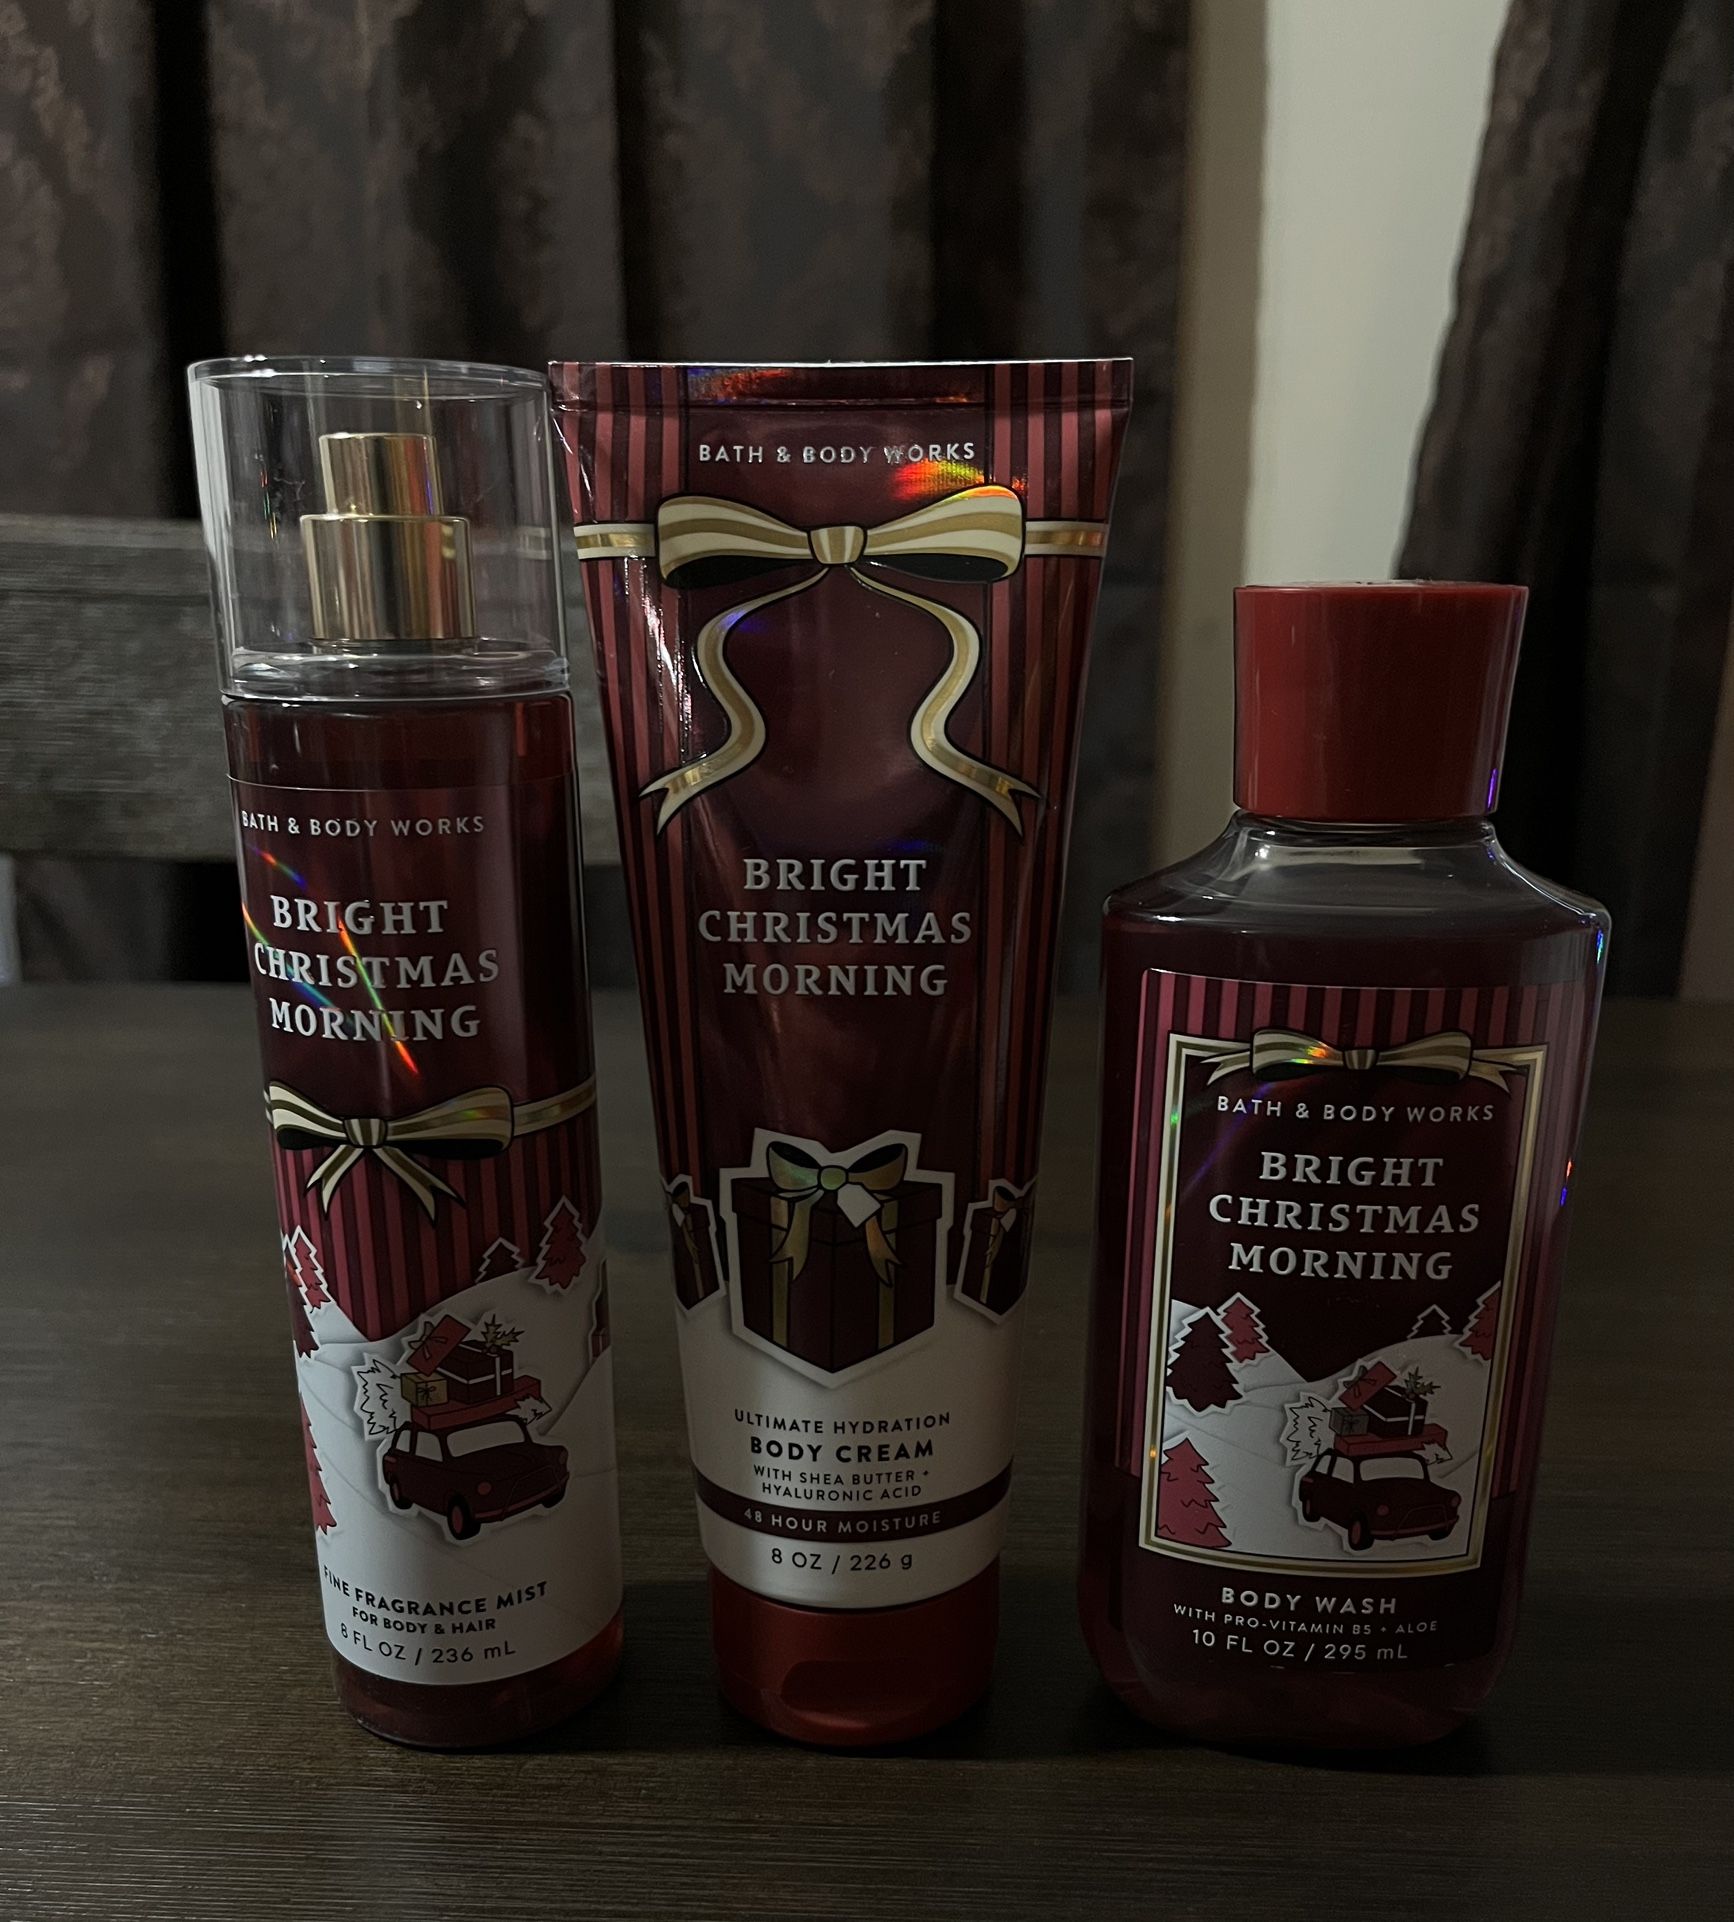 BATH & BODY WORKS
BRIGHT
CHRISTMAS
MORNING
FINE FRAGRANCE MIST
FOR BODY & HAIR
8 FL OZ / 236 mL
BATH & BODY WORKS
BRIGHT
CHRISTMAS
MORNING
ULTIMATE HYDRATION
BODY CREAM
WITH SHEA BUTTER +
HYALURONIC ACID
48 HOUR MOISTURE
8 OZ / 226 g
BATH & BODY WORKS
BRIGHT
CHRISTMAS
MORNING
BODY WASH
WITH PRO-VITAMIN B5 + ALOE
10 FL OZ / 295 mL